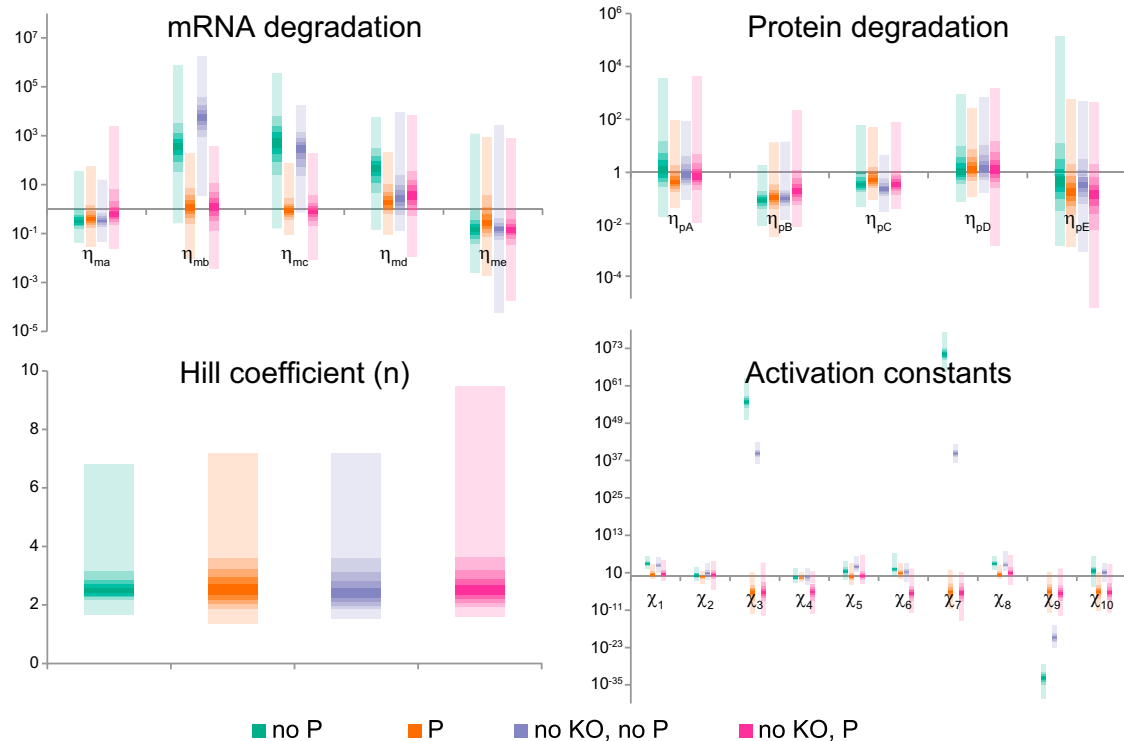 mRNA degradation
10^7
10^5
10^3
10
10^-1
10^-3
10^-5
η_ma
η_mb
η_mc
η_md
η_me
Protein degradation
10^6
10^4
10^2
1
10^-2
10^-4
η_pA
η_pB
η_pC
η_pD
η_pE
Hill coefficient (n)
10
8
6
4
2
0
Activation constants
10^73
10^61
10^49
10^37
10^25
10^13
10
10^-11
10^-23
10^-35
χ_1
χ_2
χ_3
χ_4
χ_5
χ_6
χ_7
χ_8
χ_9
χ_10
no P
P
no KO, no P
no KO, P